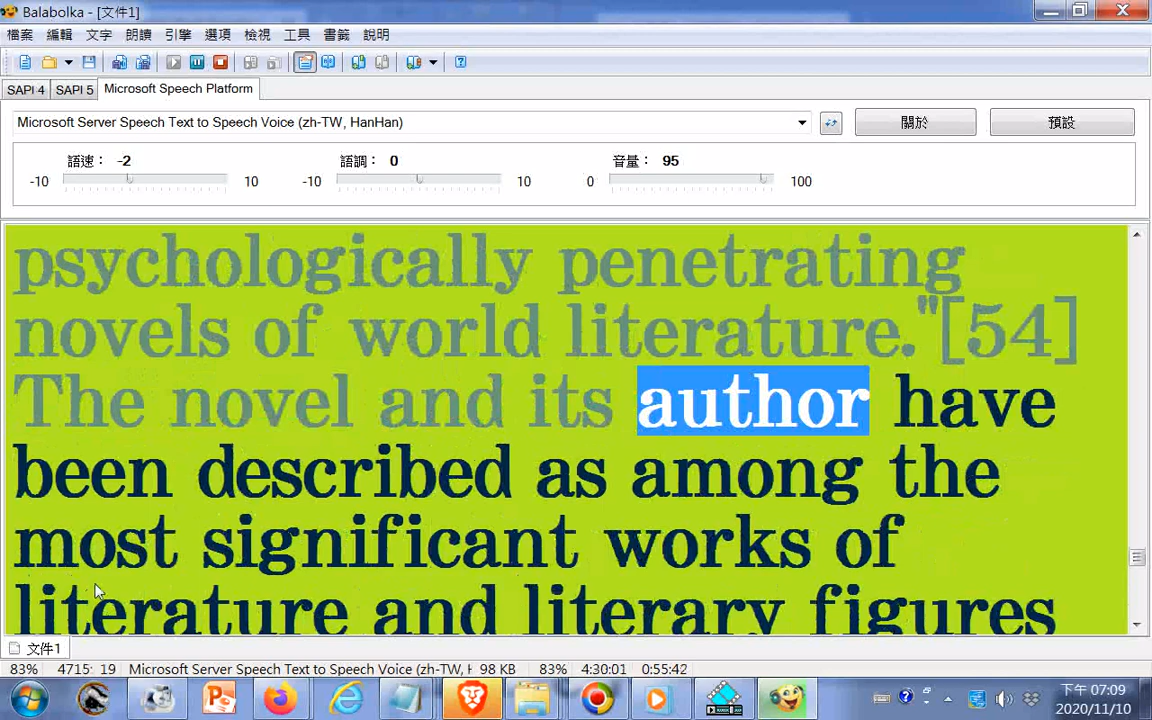 Balabolka - [文件1]
檔案 編輯 文字 朗讀 引擎 選項 檢視 工具 書籤 說明
SAPI 4 SAPI 5 Microsoft Speech Platform
Microsoft Server Speech Text to Speech Voice (zh-TW, HanHan) 關於 預設
語速： -2 語調： 0 音量： 95
-10 10 -10 10 0 100
psychologically penetrating
novels of world literature."[54]
The novel and its author have
been described as among the
most significant works of
literature and literary figures
文件1
83% 4715: 19 Microsoft Server Speech Text to Speech Voice (zh-TW, H 98 KB 83% 4:30:01 0:55:42
下午 07:09
2020/11/10